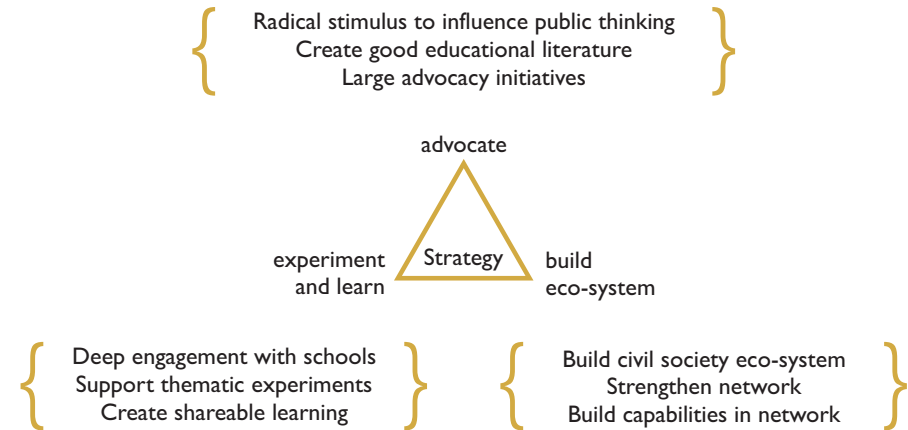 Radical stimulus to influence public thinking
Create good educational literature
Large advocacy initiatives
advocate
experiment
and learn
Strategy
build
eco-system
Deep engagement with schools
Support thematic experiments
Create shareable learning
Build civil society eco-system
Strengthen network
Build capabilities in network